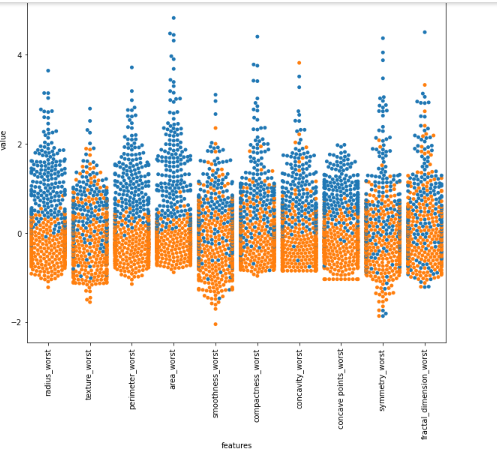 4
2
0
−2
value
radius_worst
texture_worst
perimeter_worst
area_worst
smoothness_worst
compactness_worst
concavity_worst
concave points_worst
symmetry_worst
fractal_dimension_worst
features